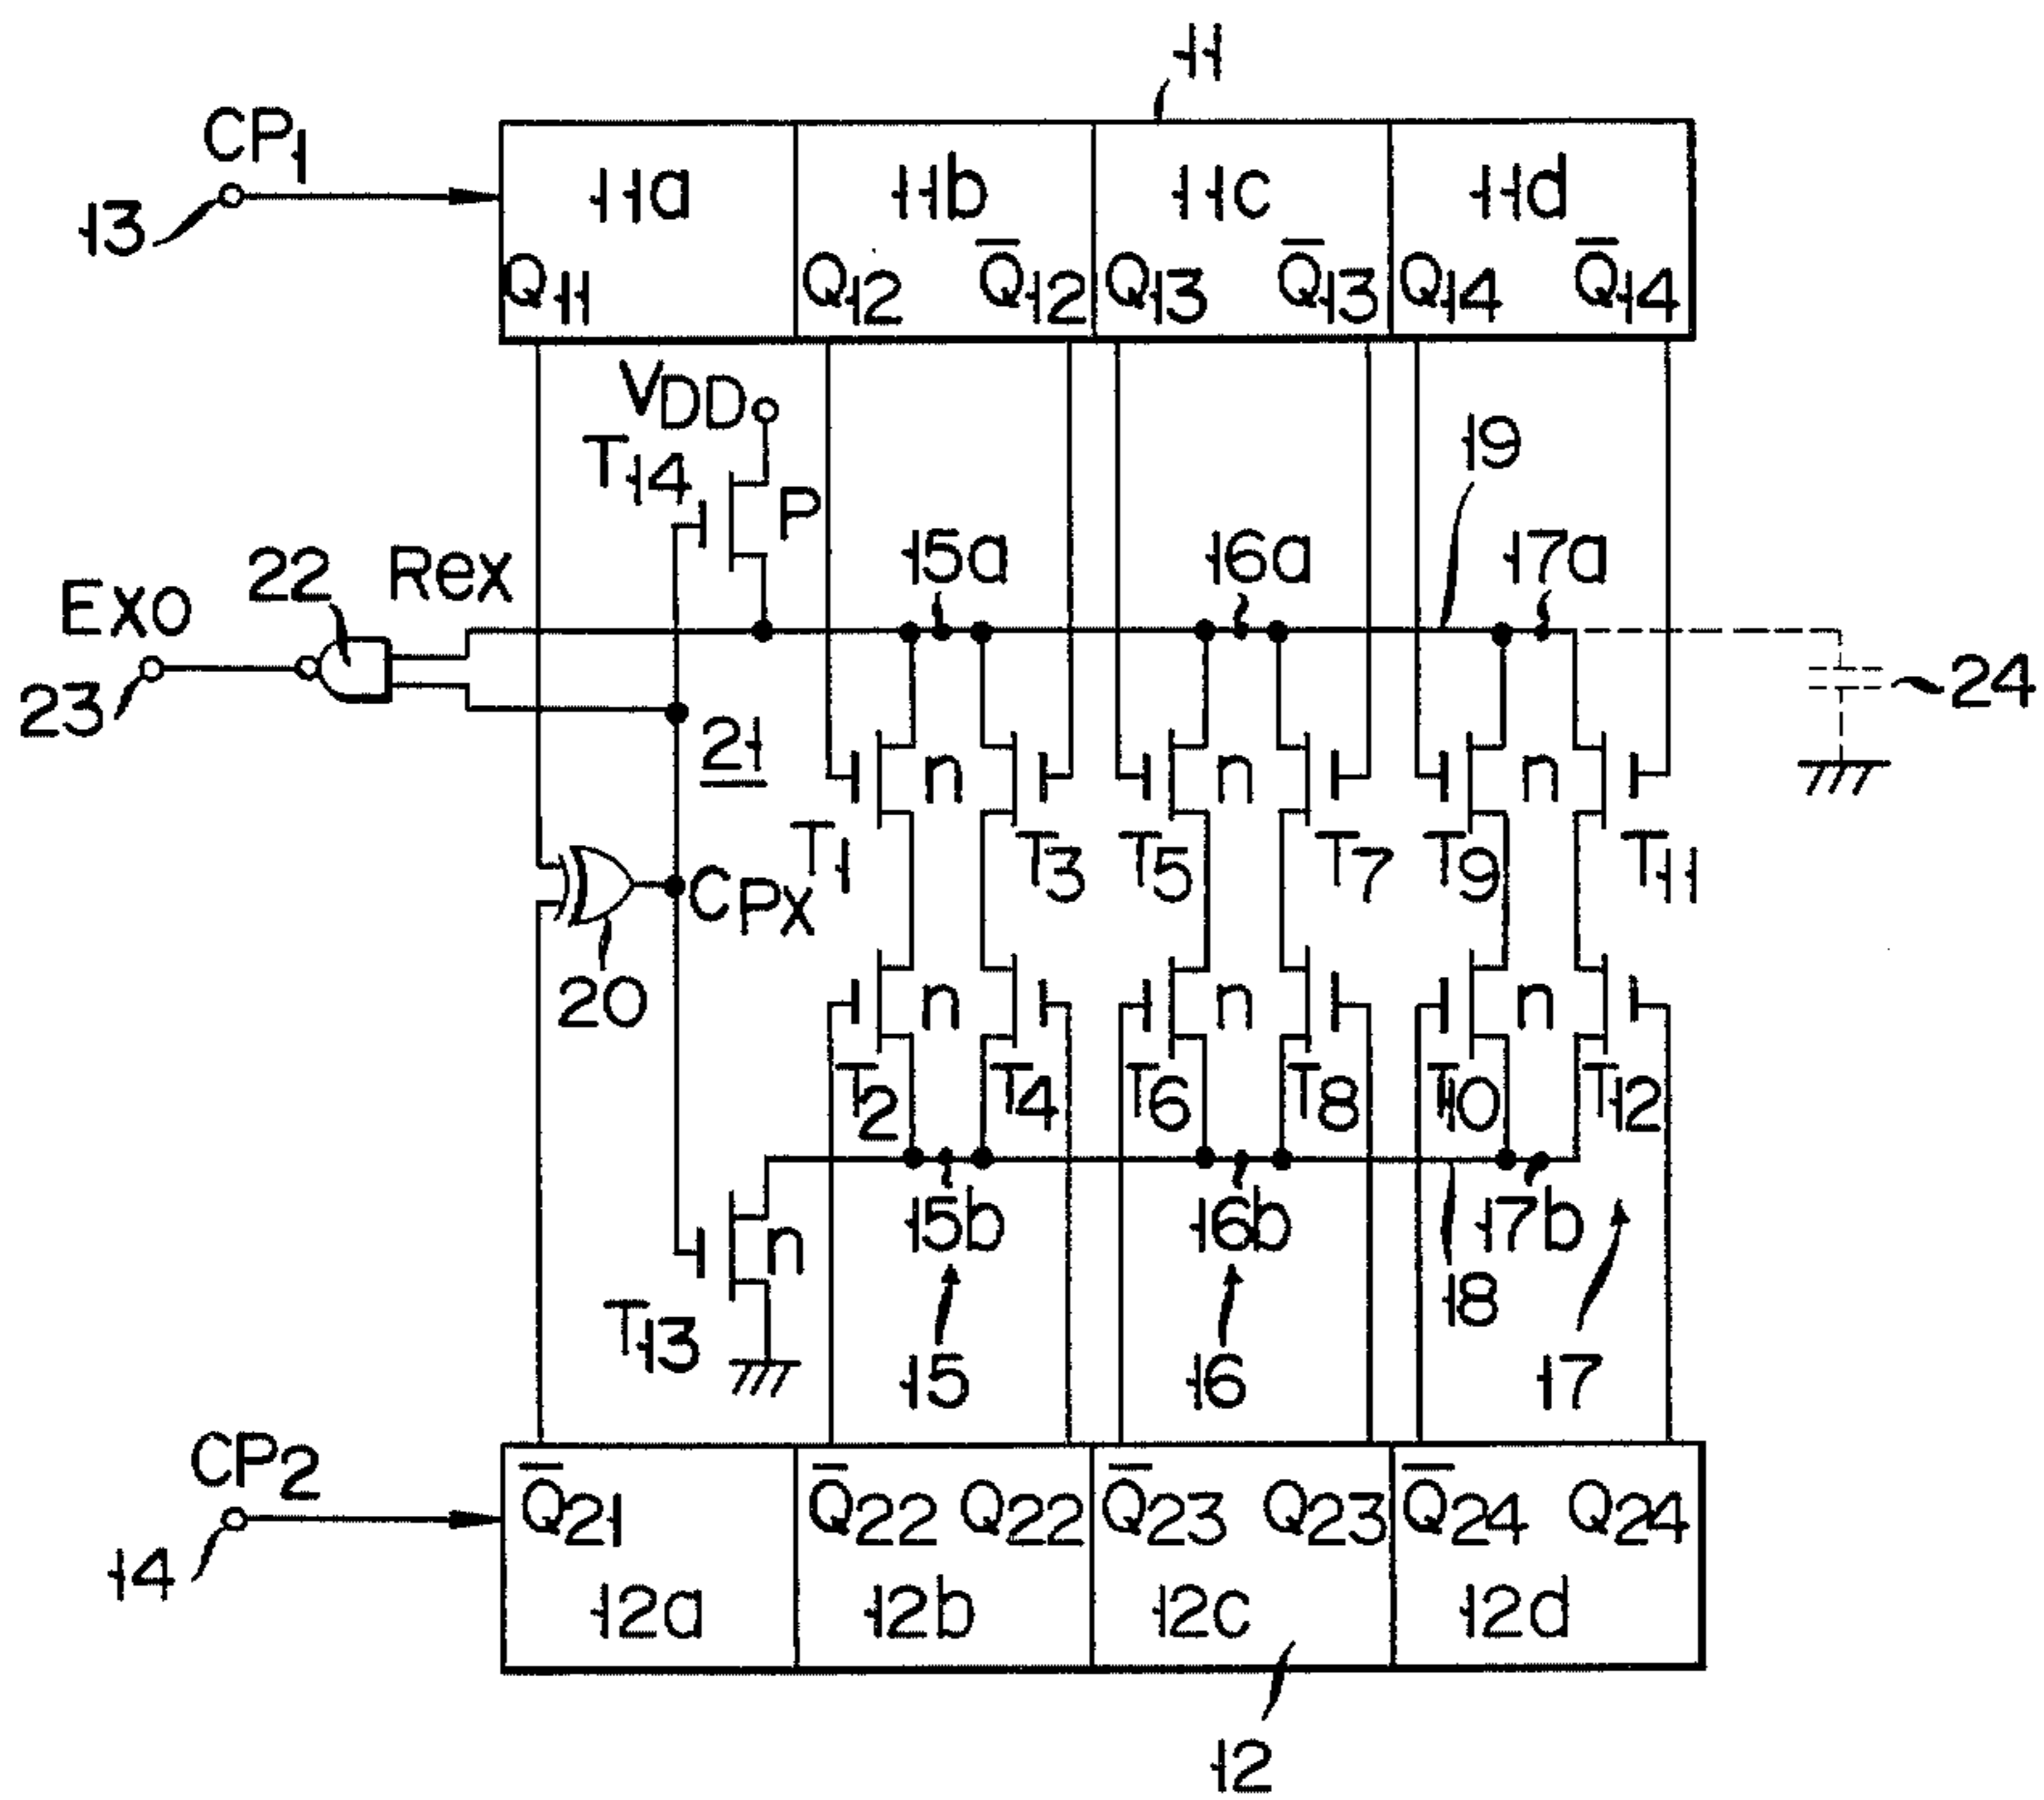 11
CP1
13
11a 11b 11c 11d
Q11 Q12 Q̅12 Q13 Q̅13 Q14 Q̅14
VDD
T14
P
19
15a 16a 17a
22 Rex
EXO
23
24
21
n n n
T1 T3 T5 T7 T9 T11
CPX
20
n n n
T2 T4 T6 T8 T10 T12
15b 16b 17b
n
18
T13
15 16 17
CP2
14
Q̅21 Q̅22 Q22 Q̅23 Q23 Q̅24 Q24
12a 12b 12c 12d
12